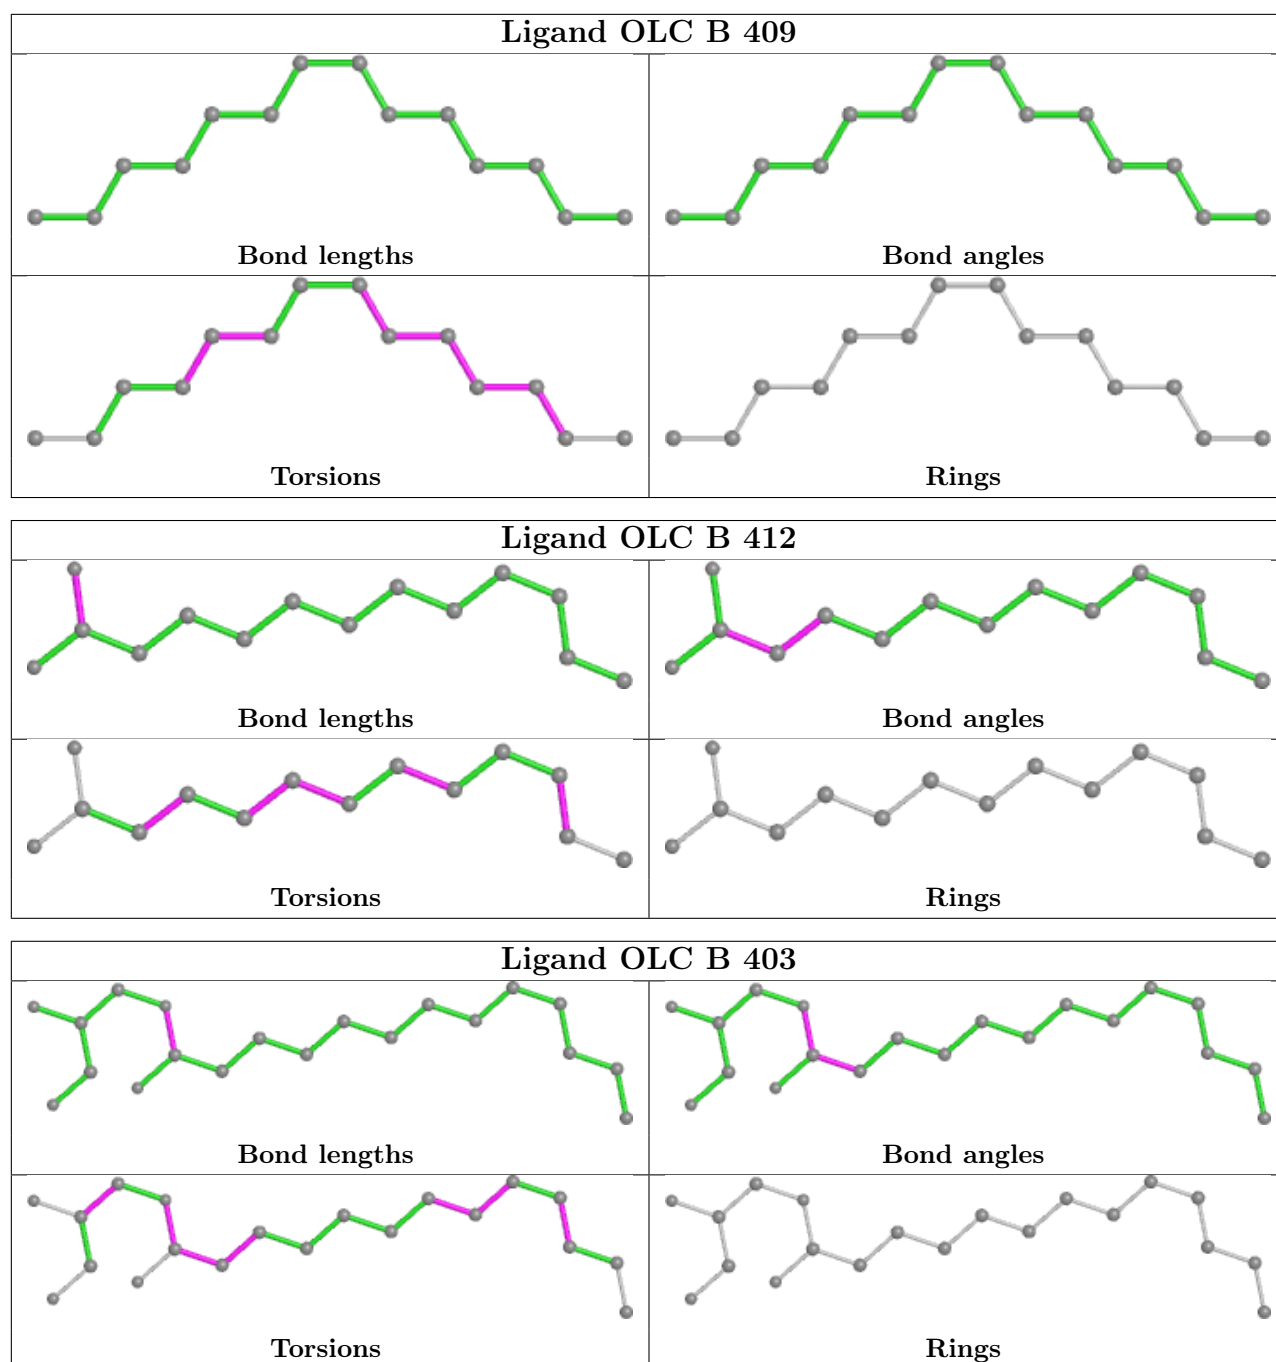 Ligand OLC B 409
Bond lengths
Bond angles
Torsions
Rings
Ligand OLC B 412
Bond lengths
Bond angles
Torsions
Rings
Ligand OLC B 403
Bond lengths
Bond angles
Torsions
Rings